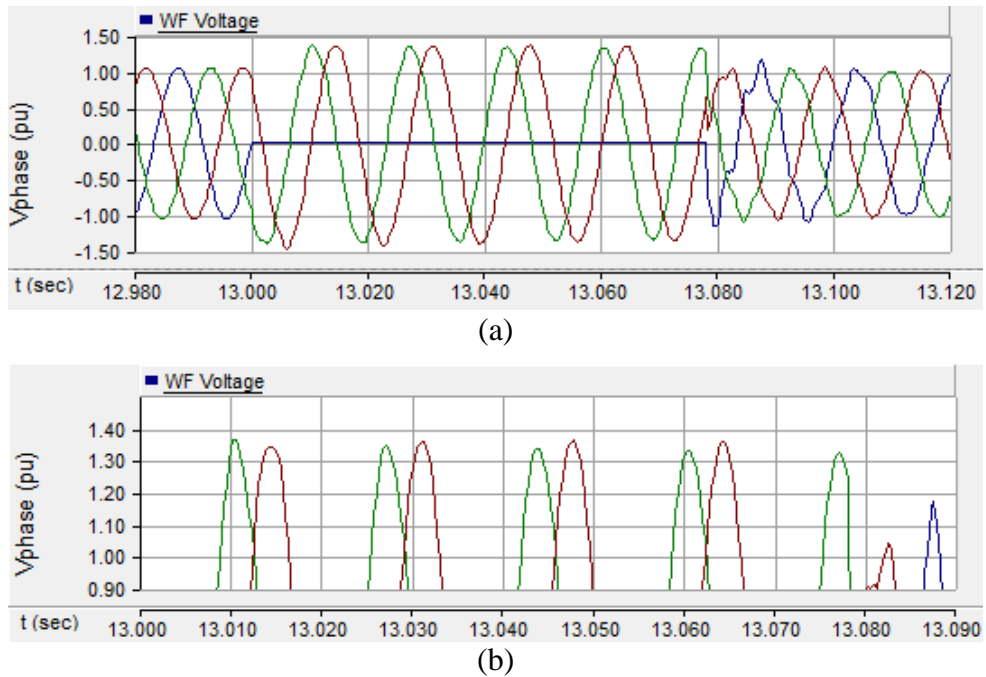 WF Voltage
Vphase (pu)
1.50
1.00
0.50
0.00
-0.50
-1.00
-1.50
t (sec) 12.980 13.000 13.020 13.040 13.060 13.080 13.100 13.120
(a)
WF Voltage
Vphase (pu)
1.40
1.30
1.20
1.10
1.00
0.90
t (sec) 13.000 13.010 13.020 13.030 13.040 13.050 13.060 13.070 13.080 13.090
(b)